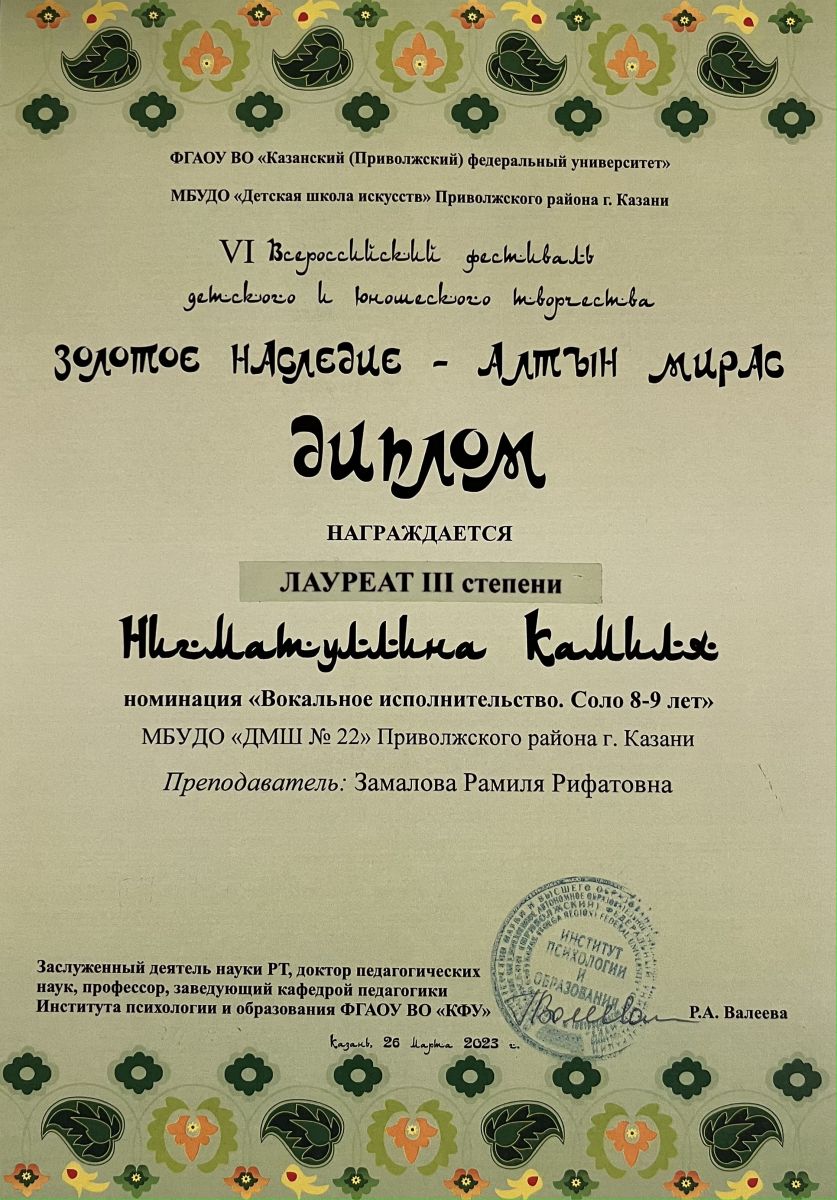 ФГАОУ ВО «Казанский (Приволжский) федеральный университет»
МБУДО «Детская школа искусств» Приволжского района г. Казани
VI Всероссийский фестиваль
детского и юношеского творчества
ЗОЛОТОЕ НАСЛЕДИЕ - АЛТЫН МИРАС
ДИПЛОМ
НАГРАЖДАЕТСЯ
ЛАУРЕАТ III степени
Нигматуллина Камиля
номинация «Вокальное исполнительство. Соло 8-9 лет»
МБУДО «ДМШ № 22» Приволжского района г. Казани
Преподаватель: Замалова Рамиля Рифатовна
ИНСТИТУТ
ПСИХОЛОГИИ
И
ОБРАЗОВАНИЯ
Заслуженный деятель науки РТ, доктор педагогических
наук, профессор, заведующий кафедрой педагогики
Института психологии и образования ФГАОУ ВО «КФУ»
Р.А. Валеева
Казань, 26 марта 2023 г.